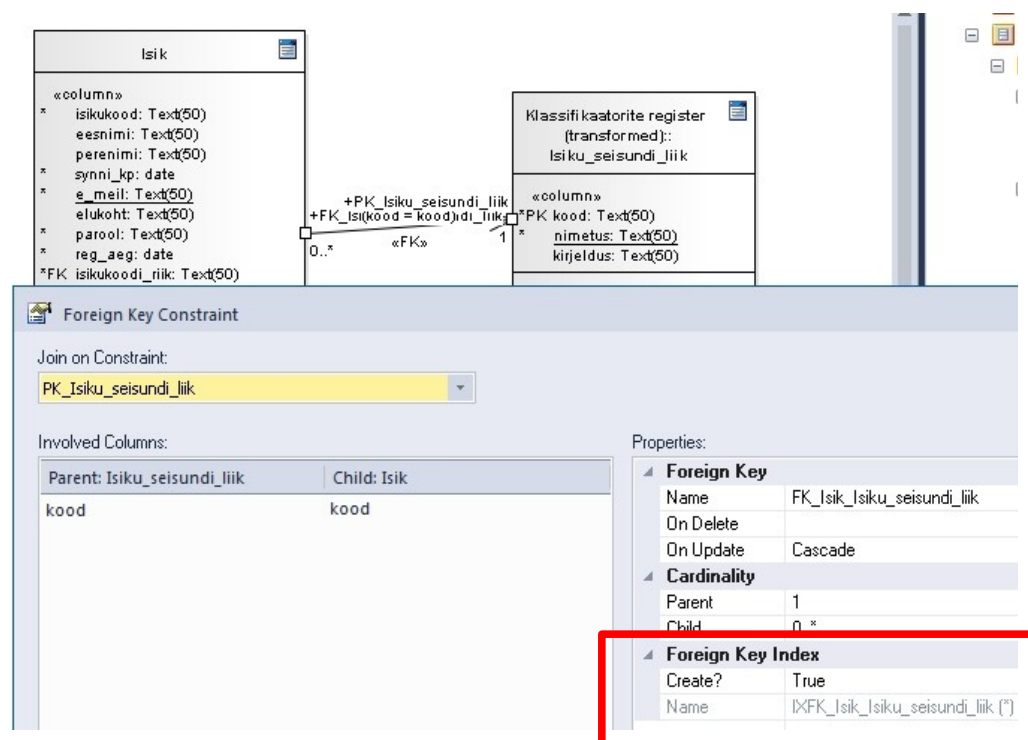 Isik
«column»
* isikukood: Text(50)
eesnimi: Text(50)
perenimi: Text(50)
* synni_kp: date
* e_meil: Text(50)
elukoht: Text(50)
* parool: Text(50)
* reg_aeg: date
*FK isikukoodi_riik: Text(50)
+PK_Isiku_seisundi_liik
(kood = kood)
0..*
«FK»
1
Klassifikaatorite register
(transformed)::
Isiku_seisundi_liik
«column»
*PK kood: Text(50)
* nimetus: Text(50)
kirjeldus: Text(50)
Foreign Key Constraint
Join on Constraint:
PK_Isiku_seisundi_liik
Involved Columns:
Parent: Isiku_seisundi_liik Child: Isik
kood kood
Properties:
Foreign Key
Name FK_Isik_Isiku_seisundi_liik
On Delete
On Update Cascade
Cardinality
Parent 1
Child 0..*
Foreign Key Index
Create? True
Name IXFK_Isik_Isiku_seisundi_liik (*)